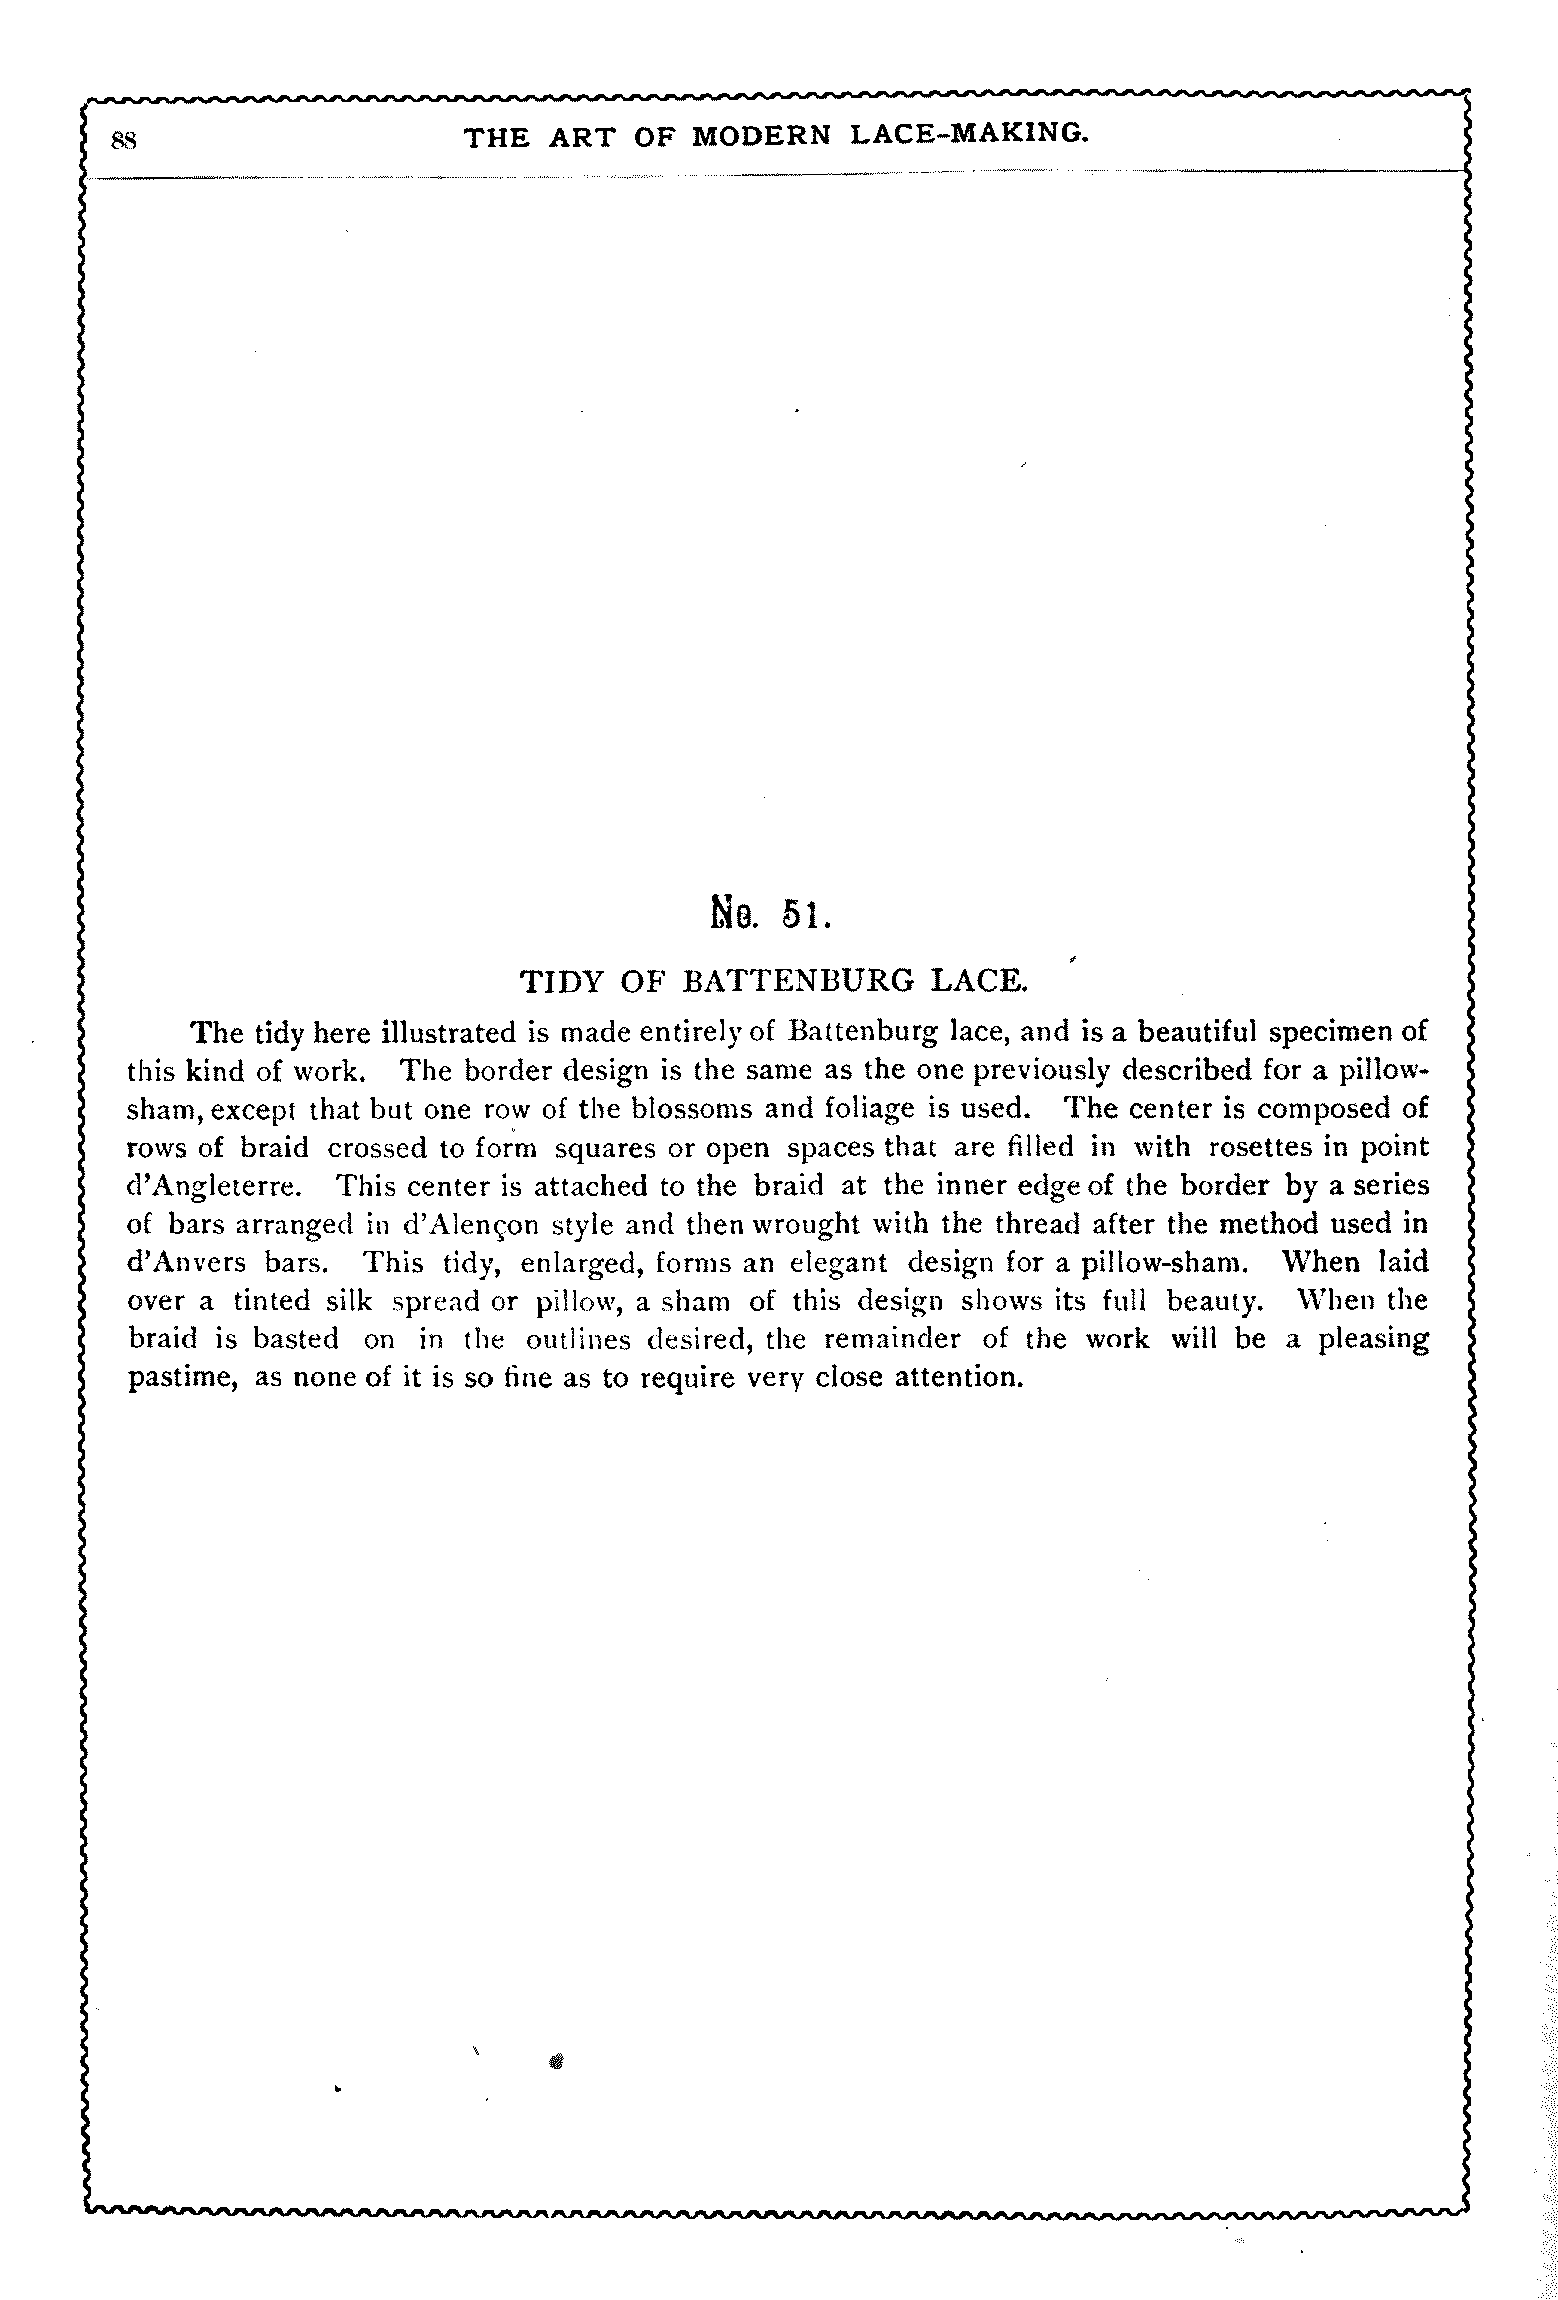 88
THE ART OF MODERN LACE-MAKING.
No. 51.
TIDY OF BATTENBURG LACE.
The tidy here illustrated is made entirely of Battenburg lace, and is a beautiful specimen of
this kind of work. The border design is the same as the one previously described for a pillow-
sham, except that but one row of the blossoms and foliage is used. The center is composed of
rows of braid crossed to form squares or open spaces that are filled in with rosettes in point
d'Angleterre. This center is attached to the braid at the inner edge of the border by a series
of bars arranged in d'Alençon style and then wrought with the thread after the method used in
d'Anvers bars. This tidy, enlarged, forms an elegant design for a pillow-sham. When laid
over a tinted silk spread or pillow, a sham of this design shows its full beauty. When the
braid is basted on in the outlines desired, the remainder of the work will be a pleasing
pastime, as none of it is so fine as to require very close attention.